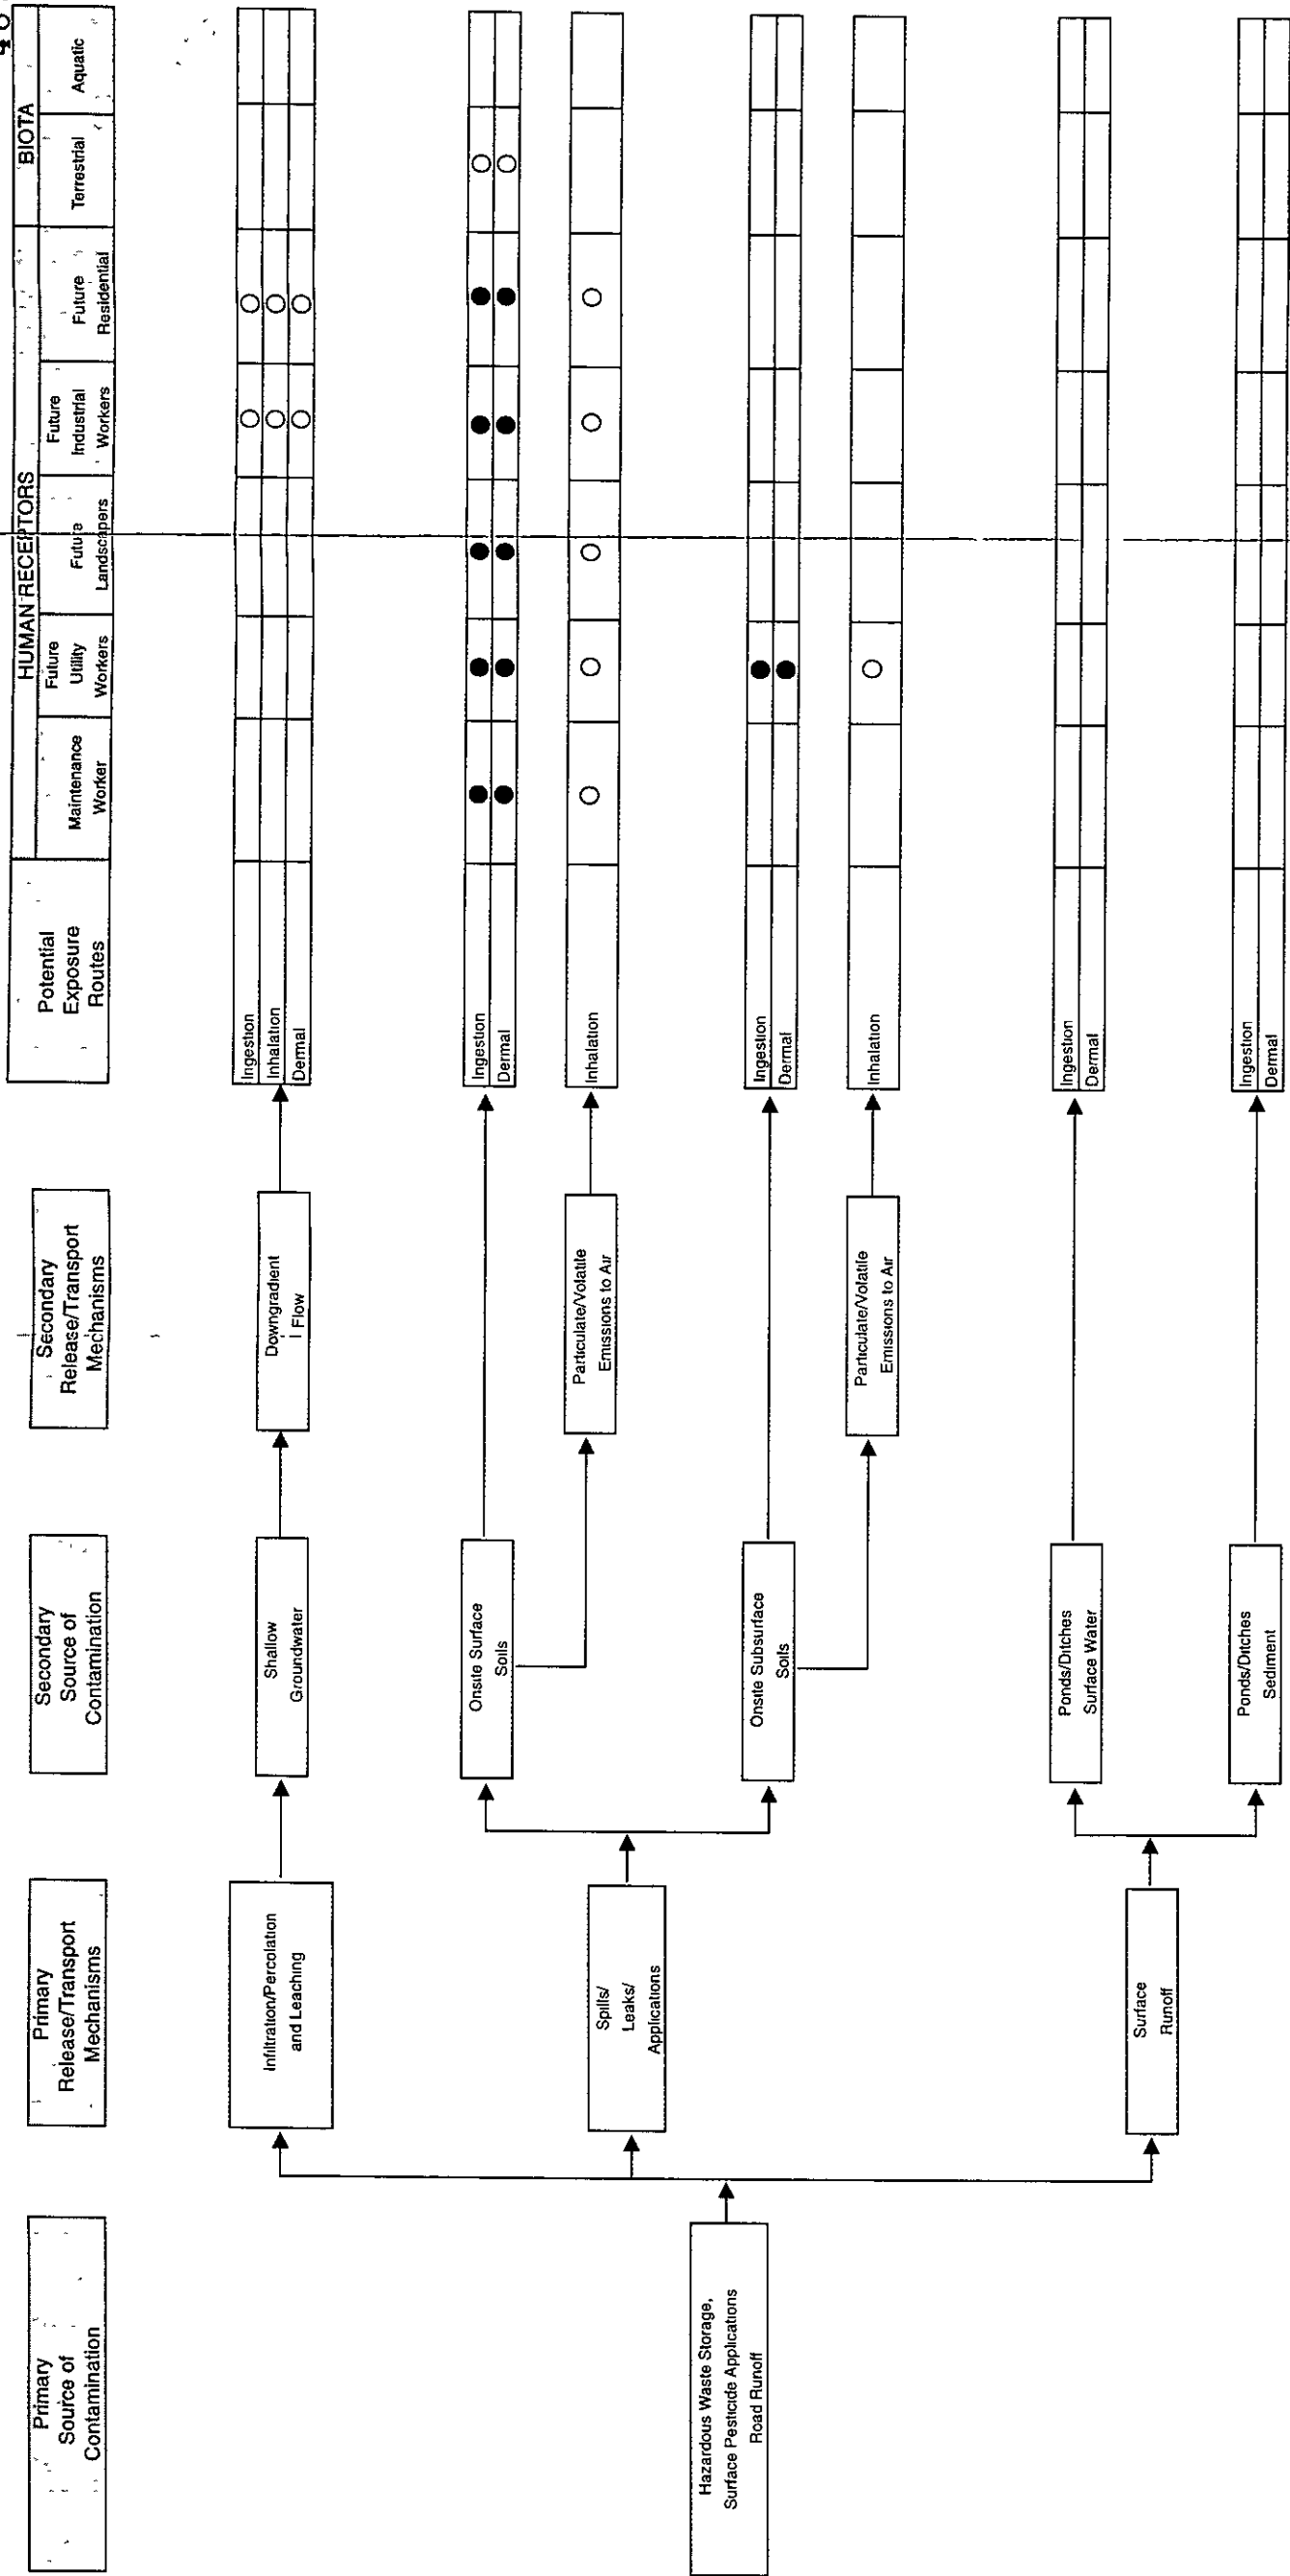 Primary
Source of
Contamination
Primary
Release/Transport
Mechanisms
Secondary
Source of
Contamination
Secondary
Release/Transport
Mechanisms
Potential
Exposure
Routes
HUMAN RECEPTORS
BIOTA
Maintenance
Worker
Future
Utility
Workers
Future
Landscapers
Future
Industrial
Workers
Future
Residential
Terrestrial
Aquatic
Hazardous Waste Storage,
Surface Pesticide Applications
Road Runoff
Infiltration/Percolation
and Leaching
Shallow
Groundwater
Downgradient
Flow
Ingestion
Inhalation
Dermal
Spills/
Leaks/
Applications
Onsite Surface
Soils
Ingestion
Dermal
Particulate/Volatile
Emissions to Air
Inhalation
Onsite Subsurface
Soils
Ingestion
Dermal
Particulate/Volatile
Emissions to Air
Inhalation
Surface
Runoff
Ponds/Ditches
Surface Water
Ingestion
Dermal
Ponds/Ditches
Sediment
Ingestion
Dermal